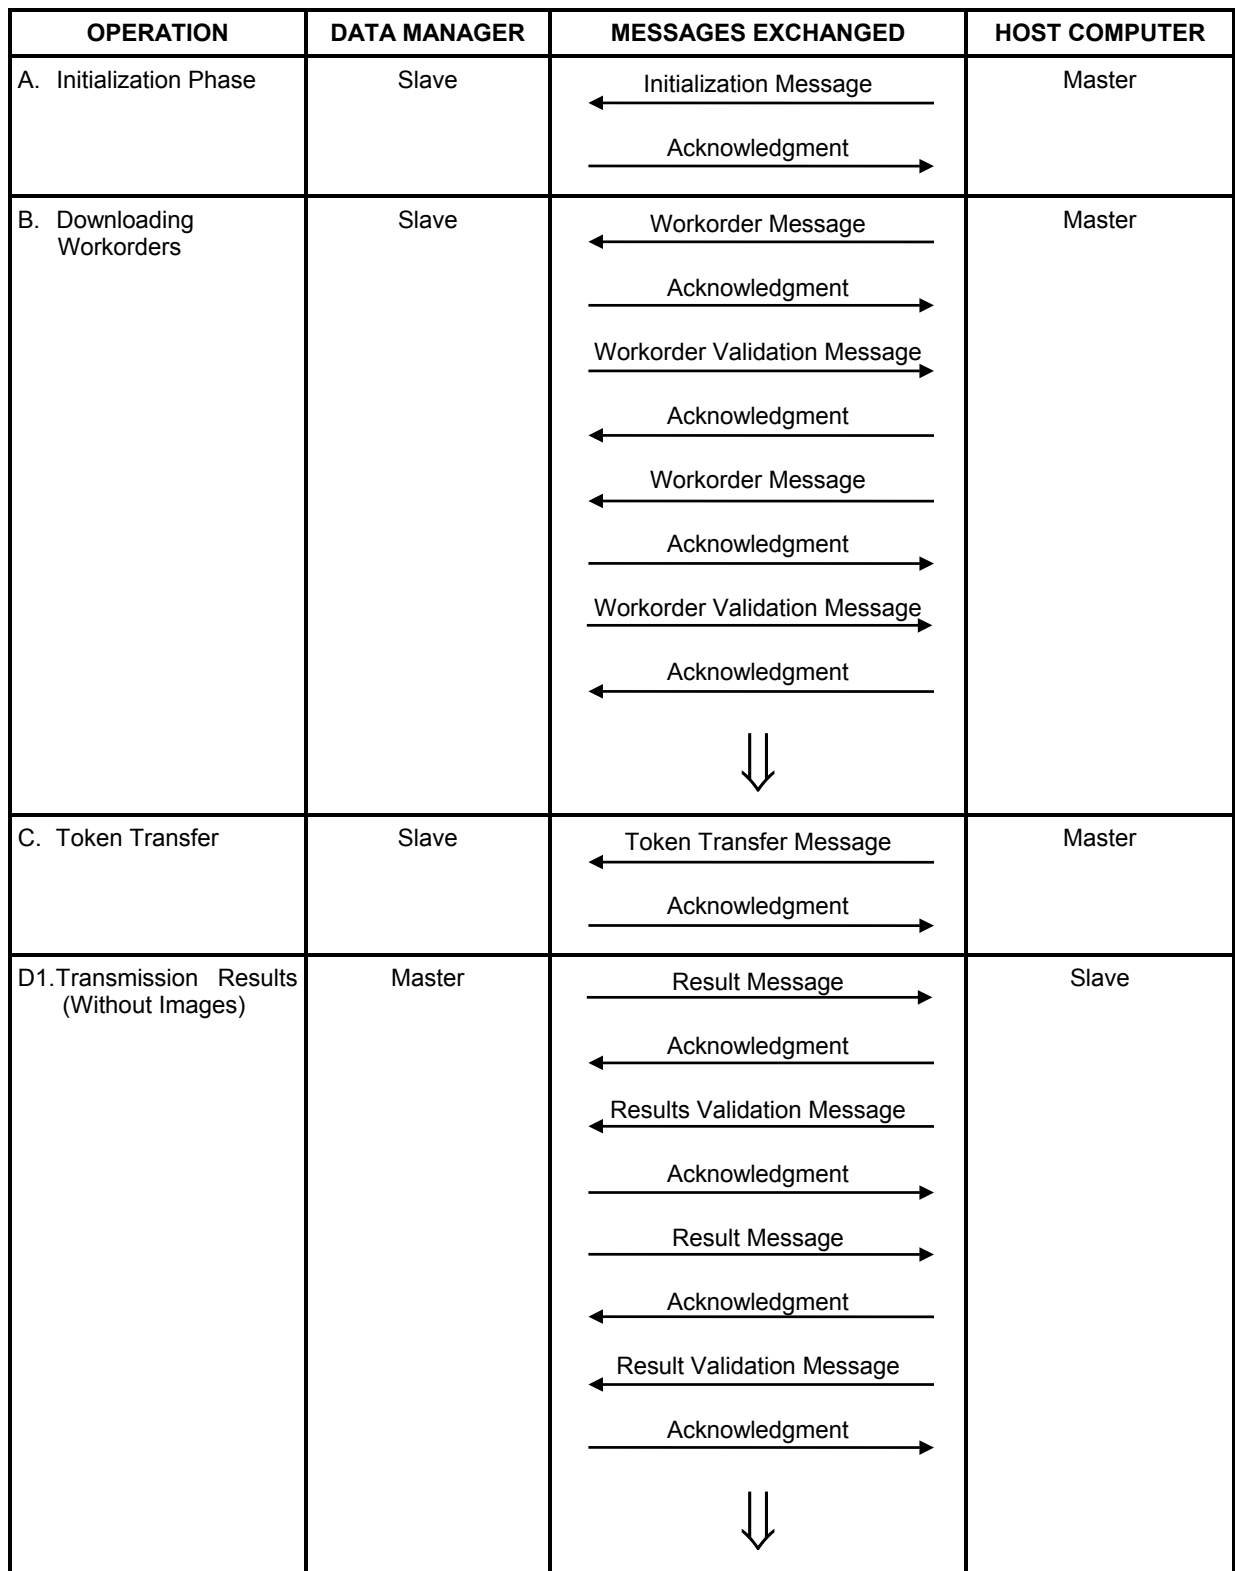 OPERATION DATA MANAGER MESSAGES EXCHANGED HOST COMPUTER
A. Initialization Phase Slave Initialization Message Master
Acknowledgment
B. Downloading Slave Workorder Message Master
Workorders
Acknowledgment
Workorder Validation Message
Acknowledgment
Workorder Message
Acknowledgment
Workorder Validation Message
Acknowledgment
C. Token Transfer Slave Token Transfer Message Master
Acknowledgment
D1.Transmission Results Master Result Message Slave
(Without Images)
Acknowledgment
Results Validation Message
Acknowledgment
Result Message
Acknowledgment
Result Validation Message
Acknowledgment